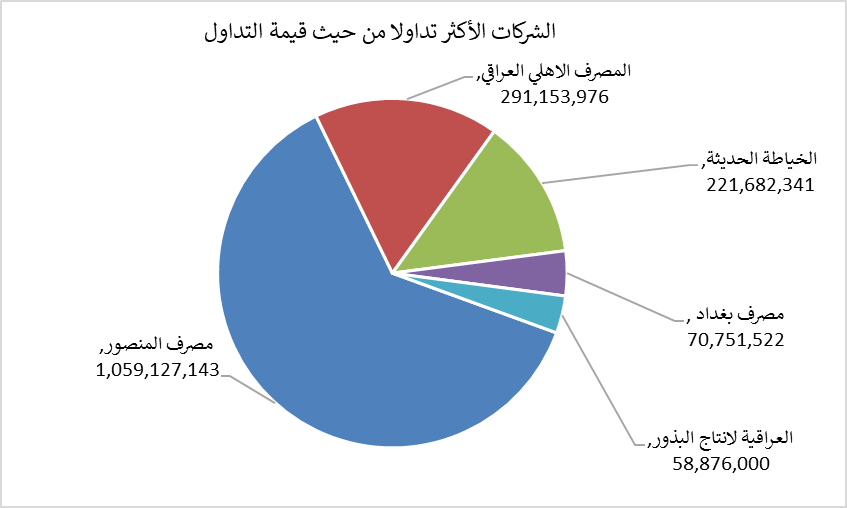 الشركات الأكثر تداولا من حيث قيمة التداول
المصرف الاهلي العراقي,
291,153,976
الخياطة الحديثة,
221,682,341
مصرف بغداد ,
70,751,522
مصرف المنصور,
1,059,127,143
العراقية لانتاج البذور,
58,876,000